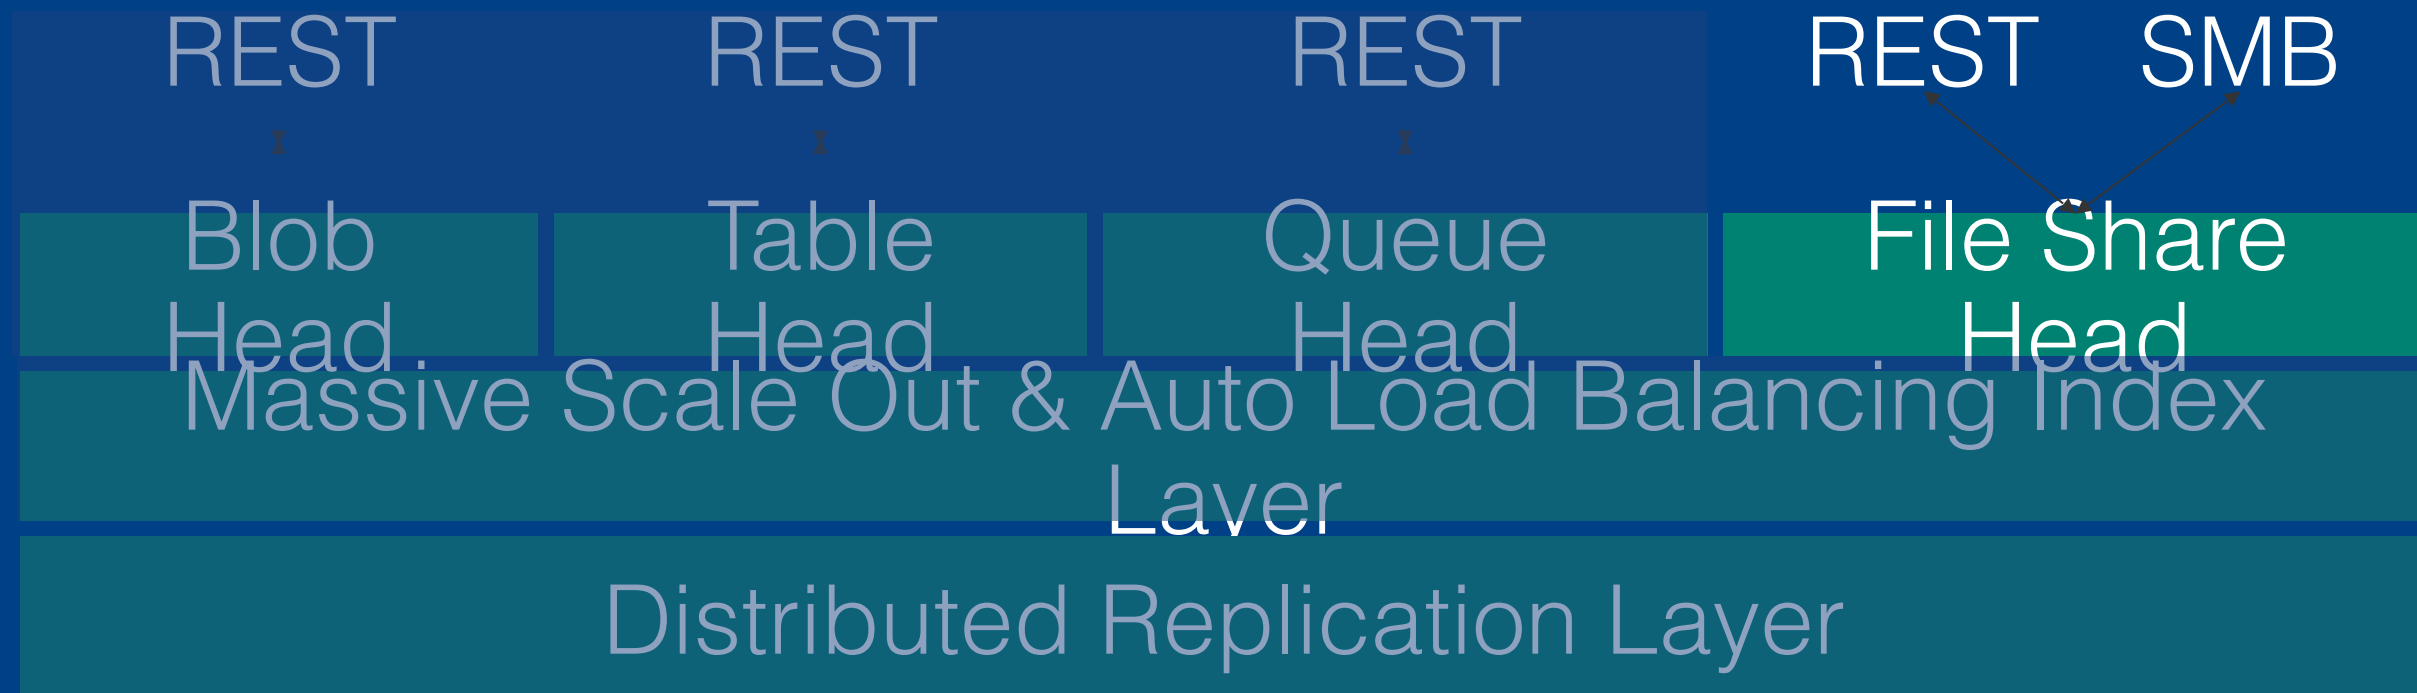 REST REST REST REST SMB
Blob Table Queue File Share
Head Head Head Head
Massive Scale Out & Auto Load Balancing Index
Layer
Distributed Replication Layer